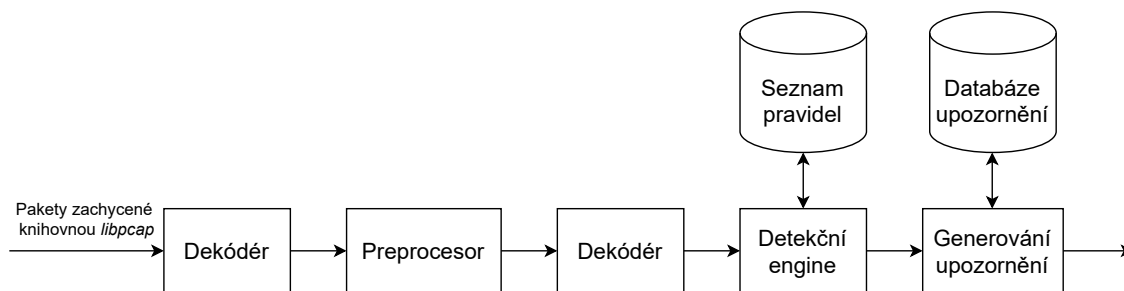 Seznam
pravidel
Databáze
upozornění
Pakety zachycené
knihovnou libpcap
Dekódér
Preprocesor
Dekódér
Detekční
engine
Generování
upozornění